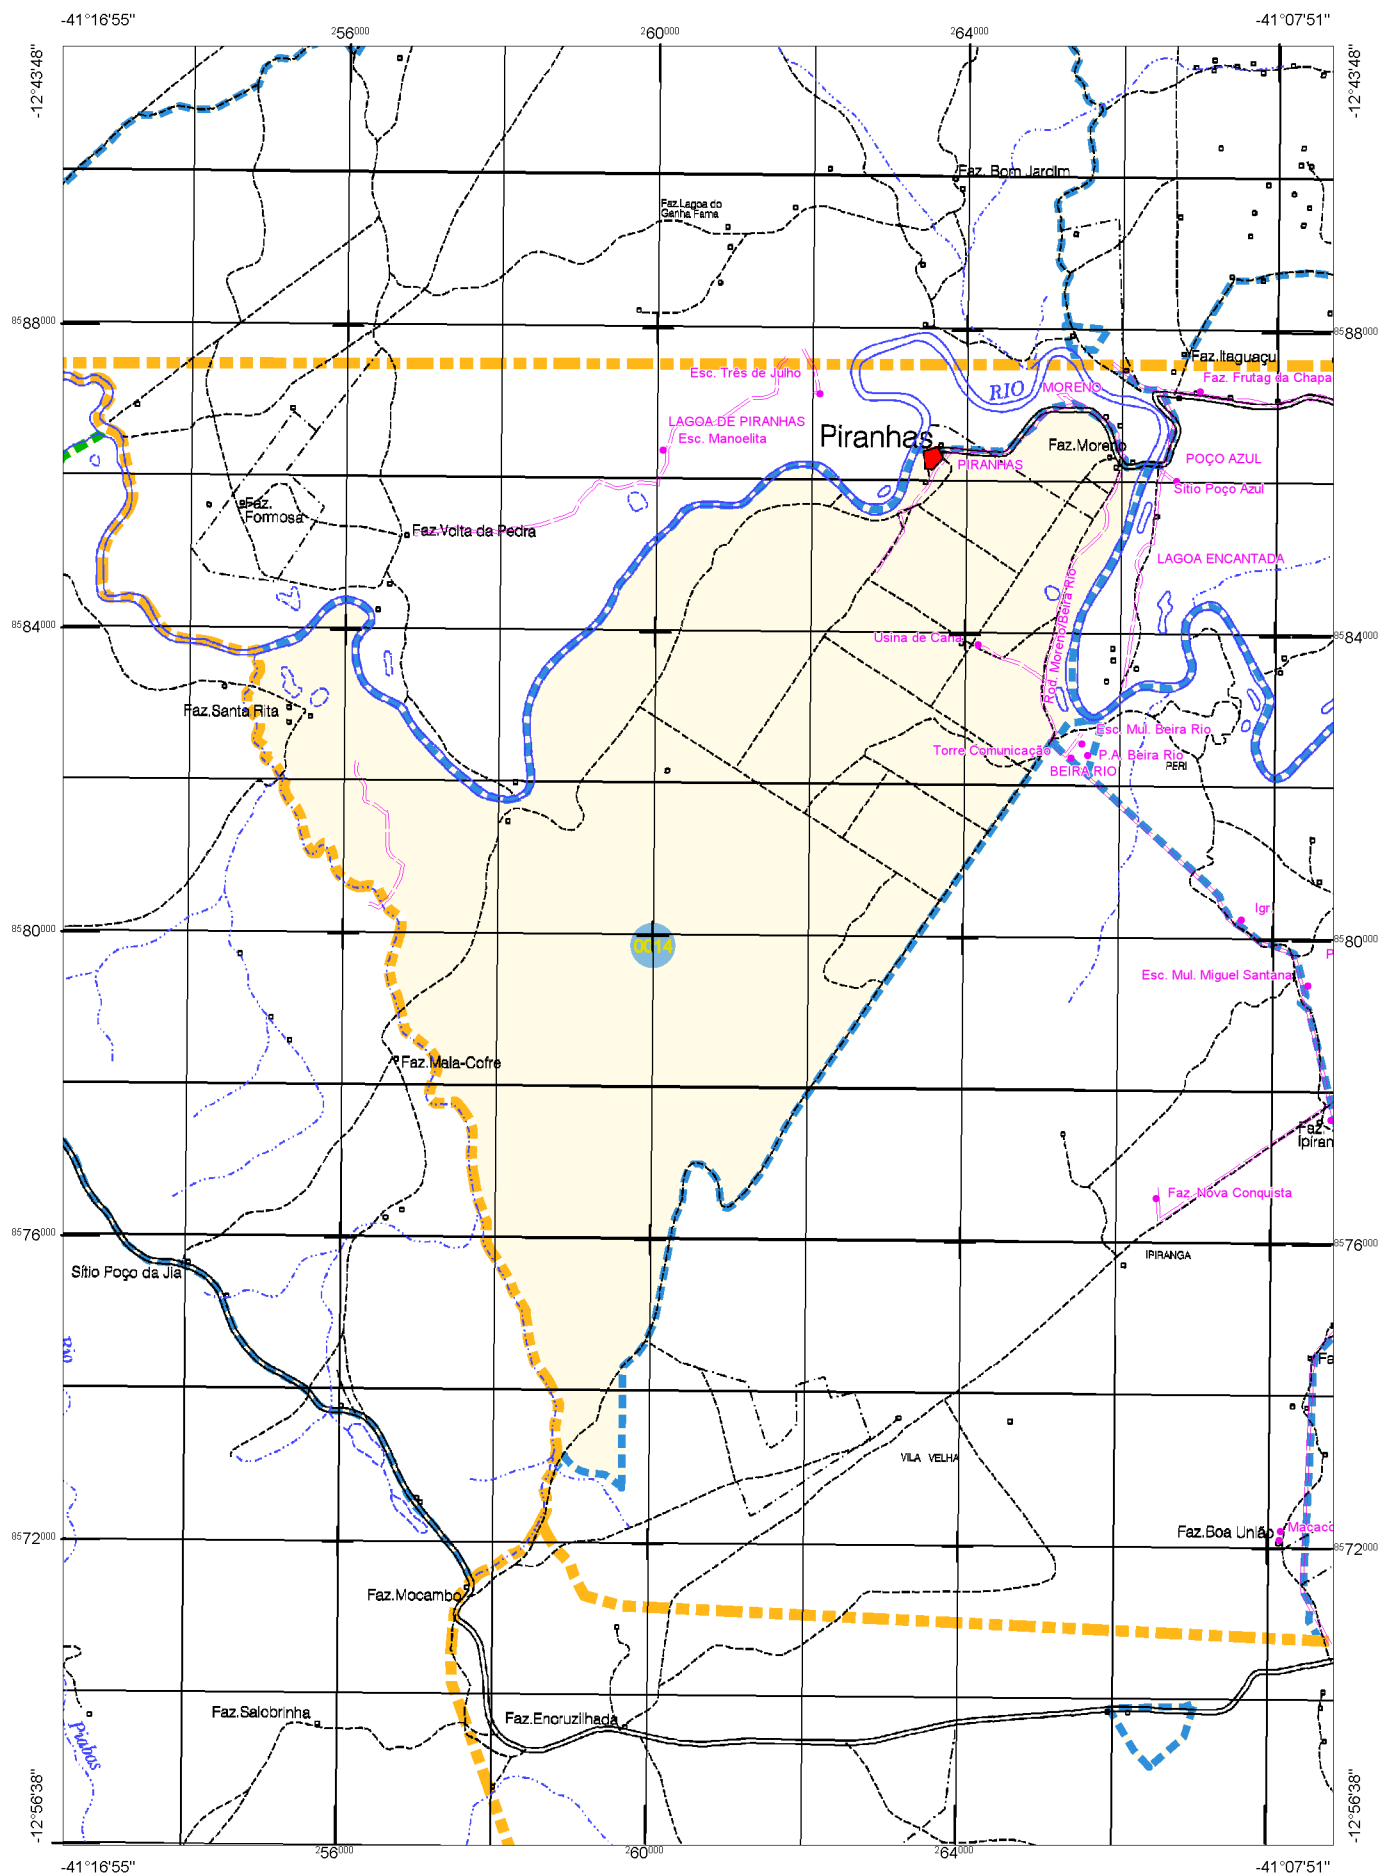 -41°16'55"
-41°07'51"
256000
260000
264000
-12°43'48"
-12°43'48"
Faz. Bom Jardim
Faz.Lagoa do
Ganha Fama
8588000
8588000
Faz.Itaguaçu
Esc. Três de Julho
RIO
MORENO
Faz. Frutag da Chapa
LAGOA DE PIRANHAS
Esc. Manoelita
Piranhas
Faz.Moreno
PIRANHAS
POÇO AZUL
Sítio Poço Azul
Faz.
Formosa
Faz.Volta da Pedra
LAGOA ENCANTADA
Rod. Moreno/Beira Rio
8584000
8584000
Usina de Cana
Faz.Santa Rita
Esc. Mul. Beira Rio
Torre Comunicação
P.A. Beira Rio
BEIRA RIO
PERI
Igr.
8580000
0014
8580000
P
Esc. Mul. Miguel Santana
Faz.Mala-Cofre
Faz.
Ipiran
Faz. Nova Conquista
8576000
8576000
IPIRANGA
Sítio Poço da Jia
Rio
Fa
VILA VELHA
8572000
8572000
Faz.Boa União
Macaco
Faz.Mocambo
Faz.Salobrinha
Faz.Encruzilhada
Piabas
-12°56'38"
-12°56'38"
256000
260000
264000
-41°16'55"
-41°07'51"